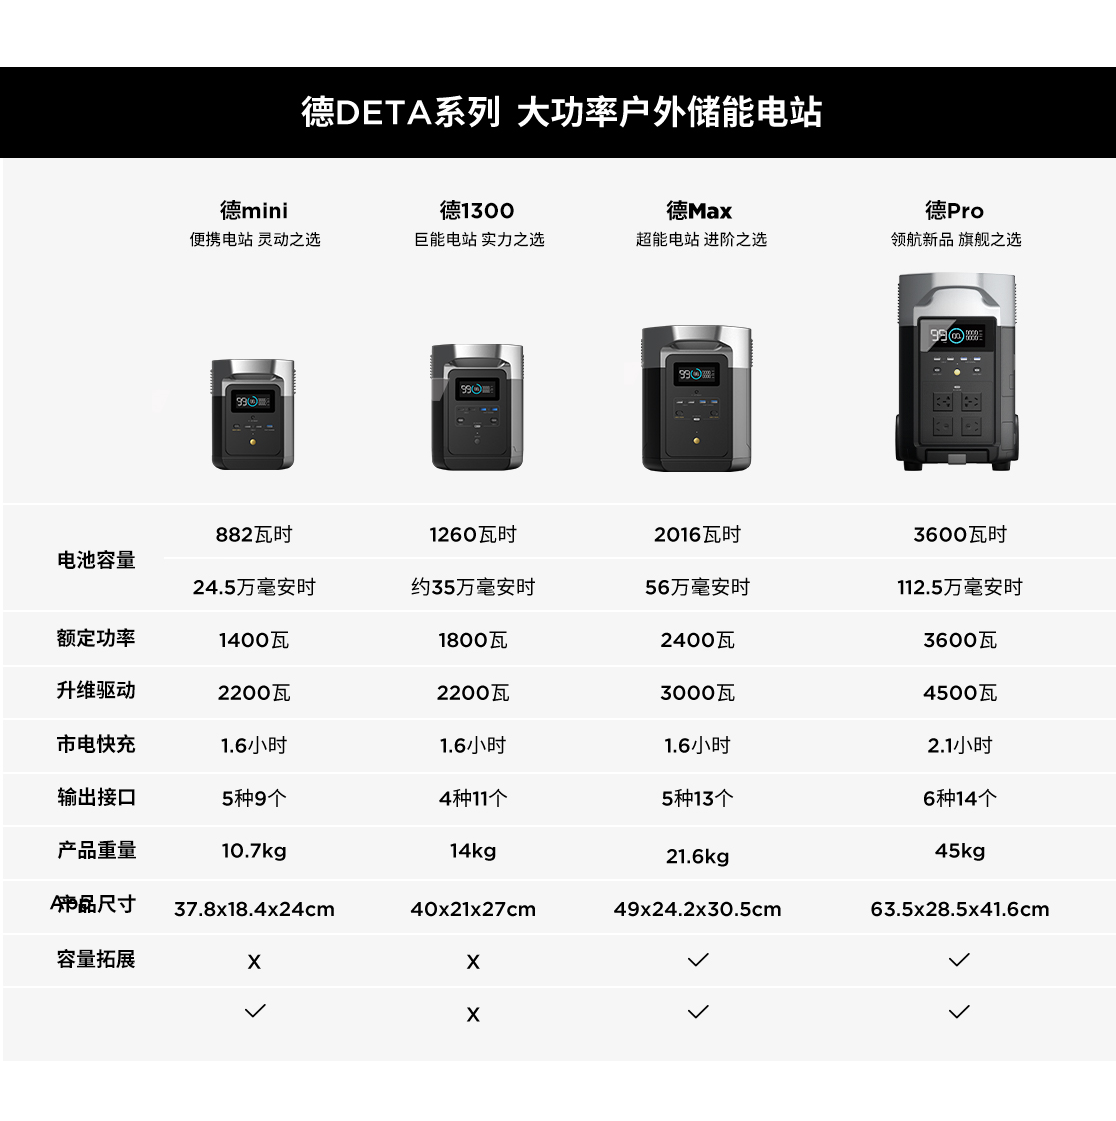 德DETA系列 大功率户外储能电站
德mini 德1300 德Max 德Pro
便携电站 灵动之选 巨能电站 实力之选 超能电站 进阶之选 领航新品 旗舰之选
电池容量
882瓦时 1260瓦时 2016瓦时 3600瓦时
24.5万毫安时 约35万毫安时 56万毫安时 112.5万毫安时
额定功率 1400瓦 1800瓦 2400瓦 3600瓦
升维驱动 2200瓦 2200瓦 3000瓦 4500瓦
市电快充 1.6小时 1.6小时 1.6小时 2.1小时
输出接口 5种9个 4种11个 5种13个 6种14个
产品重量 10.7kg 14kg 21.6kg 45kg
产品尺寸 37.8x18.4x24cm 40x21x27cm 49x24.2x30.5cm 63.5x28.5x41.6cm
App
容量拓展 X X ✓ ✓
✓ X ✓ ✓